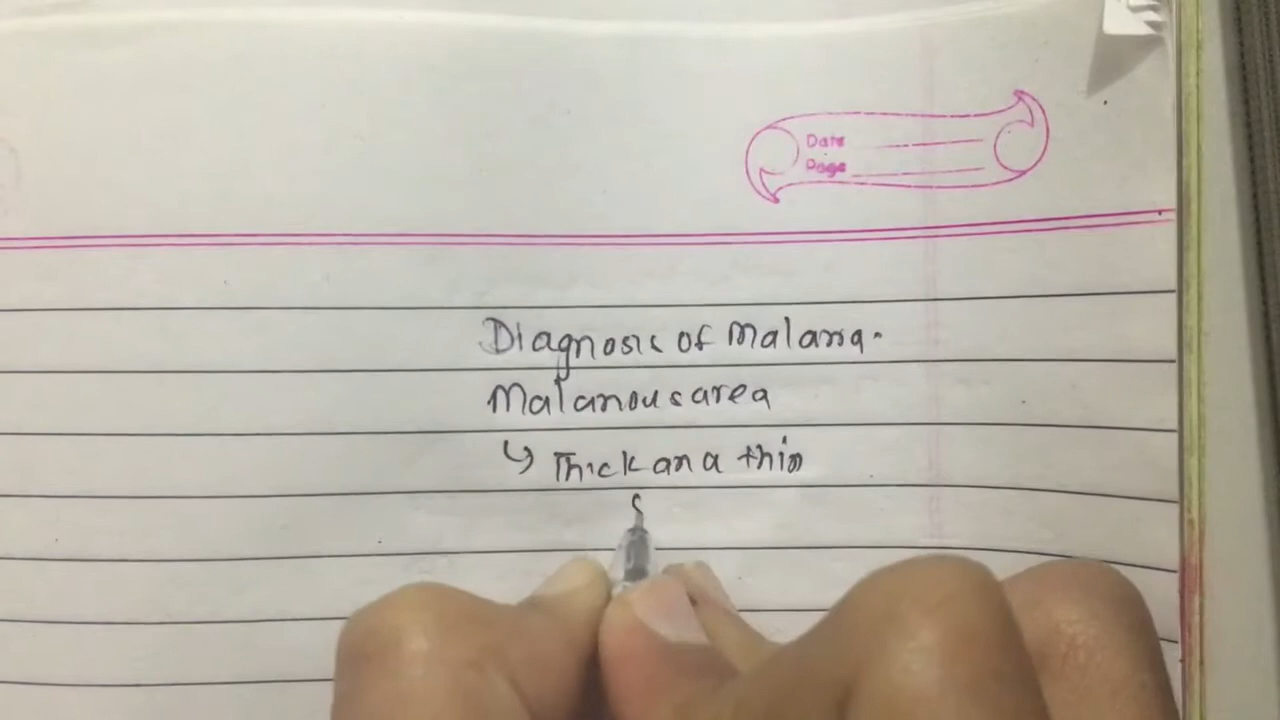 Date
Page
Diagnosis of Malaria.
Malarious area
↳ Thick and thin
S